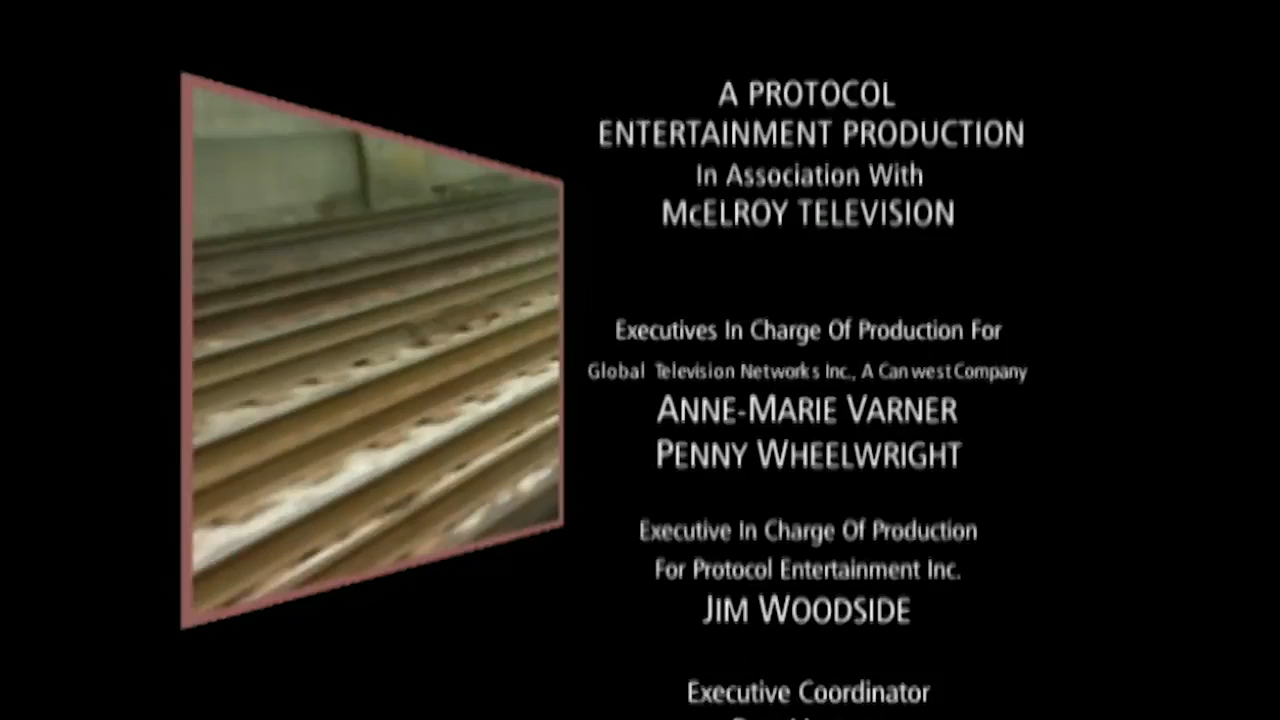 A PROTOCOL
ENTERTAINMENT PRODUCTION
In Association With
McELROY TELEVISION
Executives In Charge Of Production For
Global Television Networks Inc., A Canwest Company
ANNE-MARIE VARNER
PENNY WHEELWRIGHT
Executive In Charge Of Production
For Protocol Entertainment Inc.
JIM WOODSIDE
Executive Coordinator